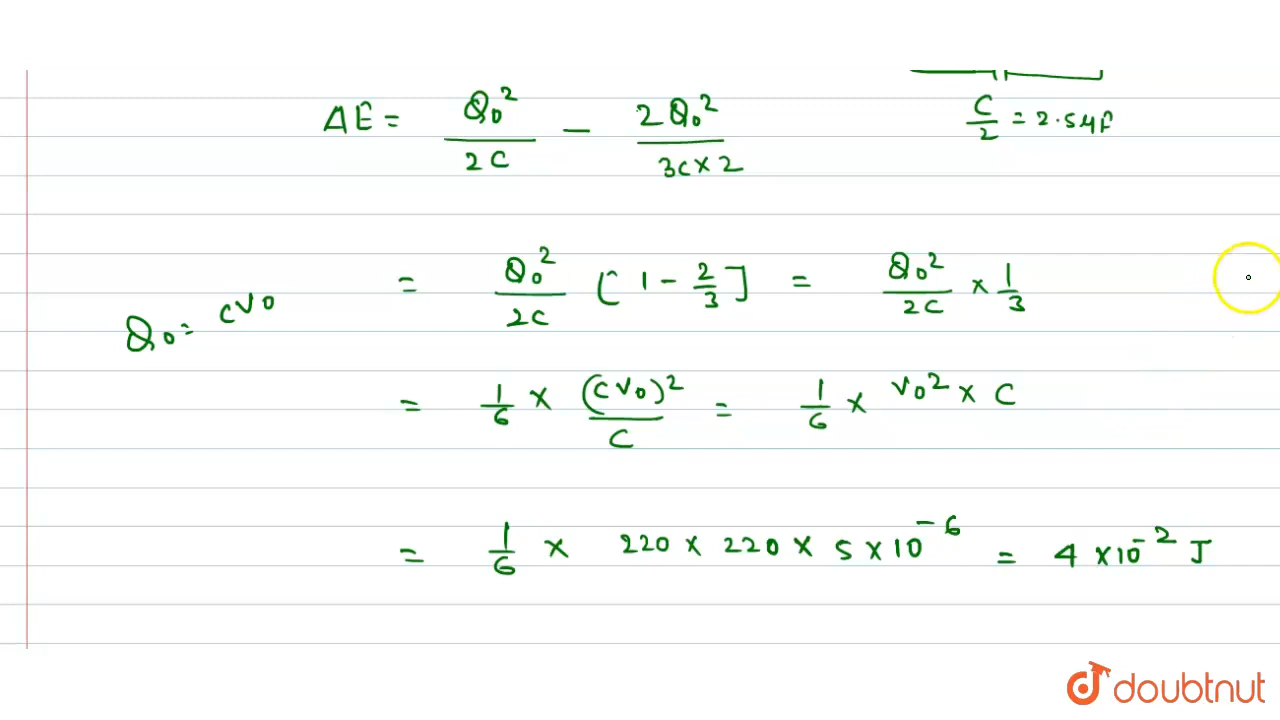 ΔE = Q₀²/2C − 2Q₀²/3C×2
C/2 = 2.5μF
= Q₀²/2C [1 − 2/3] = Q₀²/2C × 1/3
Q₀ = CV₀
= 1/6 × (CV₀)²/C = 1/6 × V₀² × C
= 1/6 × 220 × 220 × 5 × 10⁻⁶ = 4 × 10⁻² J
doubtnut